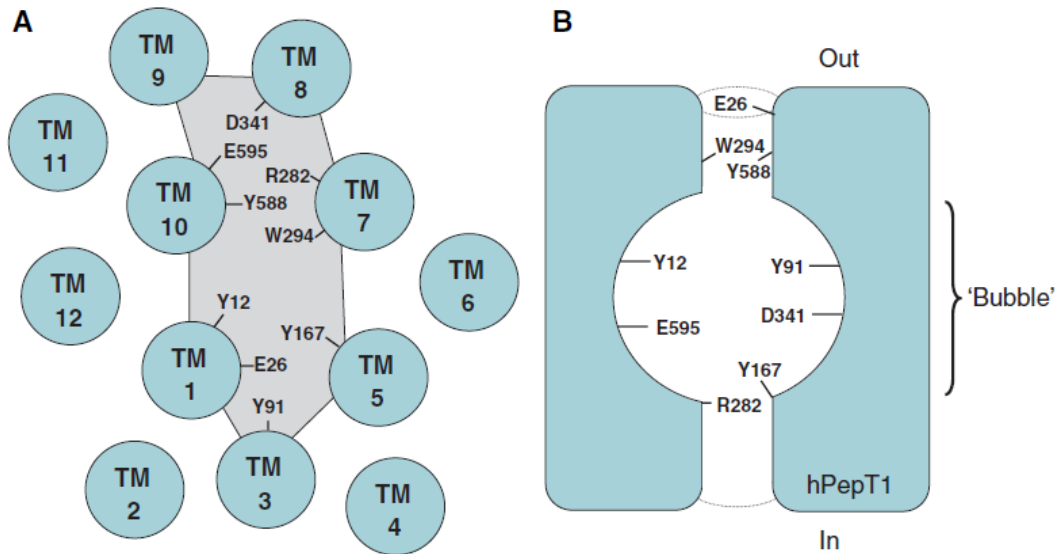 A
TM
9
TM
8
D341
TM
11
E595
TM
10
R282
TM
7
Y588
W294
TM
6
TM
12
Y12
Y167
TM
1
E26
TM
5
Y91
TM
2
TM
3
TM
4
B
Out
E26
W294
Y588
Y12
Y91
'Bubble'
E595
D341
Y167
R282
hPepT1
In